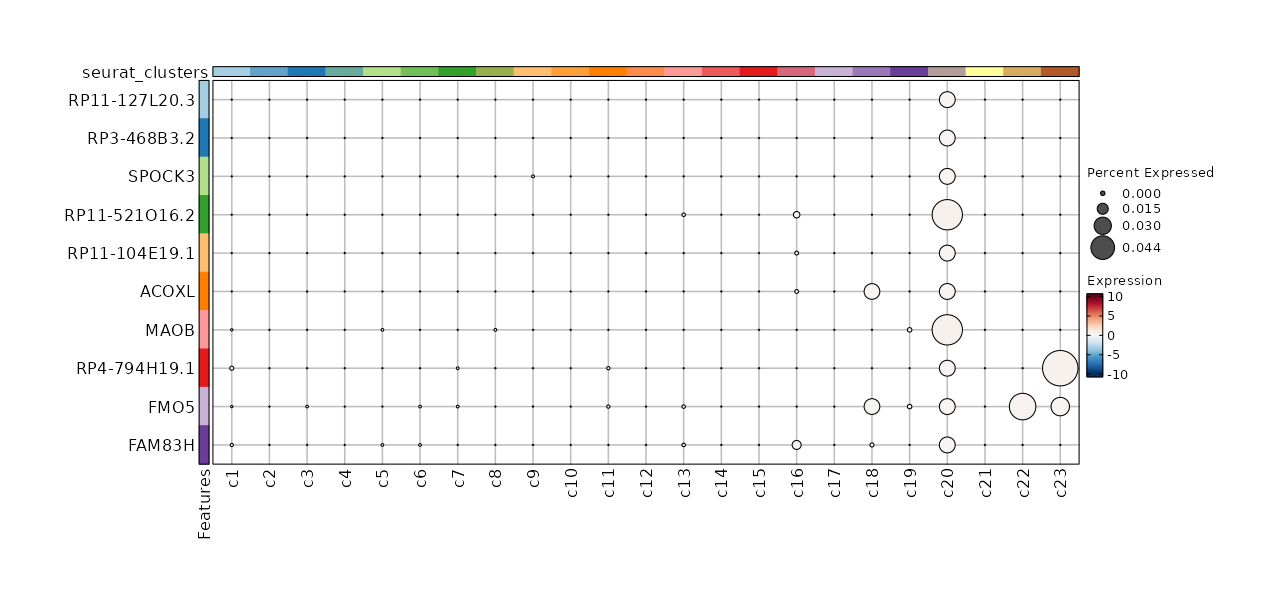 seurat_clusters
RP11-127L20.3
RP3-468B3.2
SPOCK3
RP11-521O16.2
RP11-104E19.1
ACOXL
MAOB
RP4-794H19.1
FMO5
FAM83H
Features
c1
c2
c3
c4
c5
c6
c7
c8
c9
c10
c11
c12
c13
c14
c15
c16
c17
c18
c19
c20
c21
c22
c23
Percent Expressed
0.000
0.015
0.030
0.044
Expression
10
5
0
-5
-10